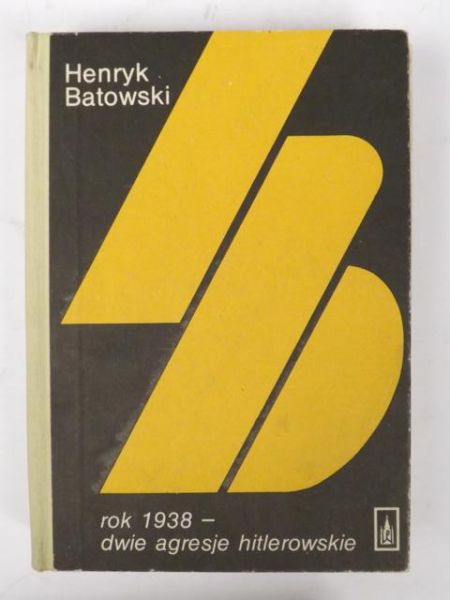 Henryk
Batowski
rok 1938 –
dwie agresje hitlerowskie